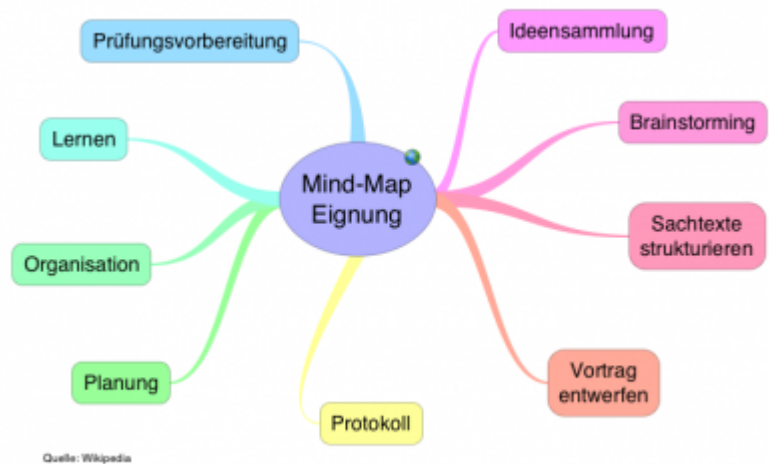 Prüfungsvorbereitung
Ideensammlung
Lernen
Brainstorming
Mind-Map
Eignung
Sachtexte
strukturieren
Organisation
Planung
Vortrag
entwerfen
Protokoll
Quelle: Wikipedia